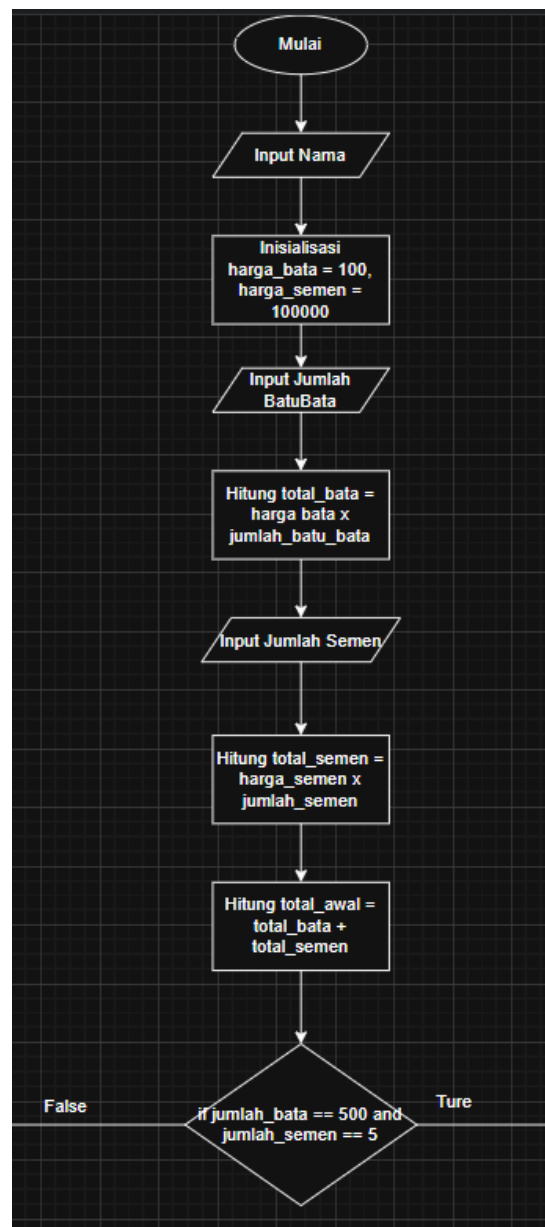 Mulai
Input Nama
Inisialisasi
harga_bata = 100,
harga_semen =
100000
Input Jumlah
BatuBata
Hitung total_bata =
harga bata x
jumlah_batu_bata
Input Jumlah Semen
Hitung total_semen =
harga_semen x
jumlah_semen
Hitung total_awal =
total_bata +
total_semen
False
if jumlah_bata == 500 and
jumlah_semen == 5
Ture